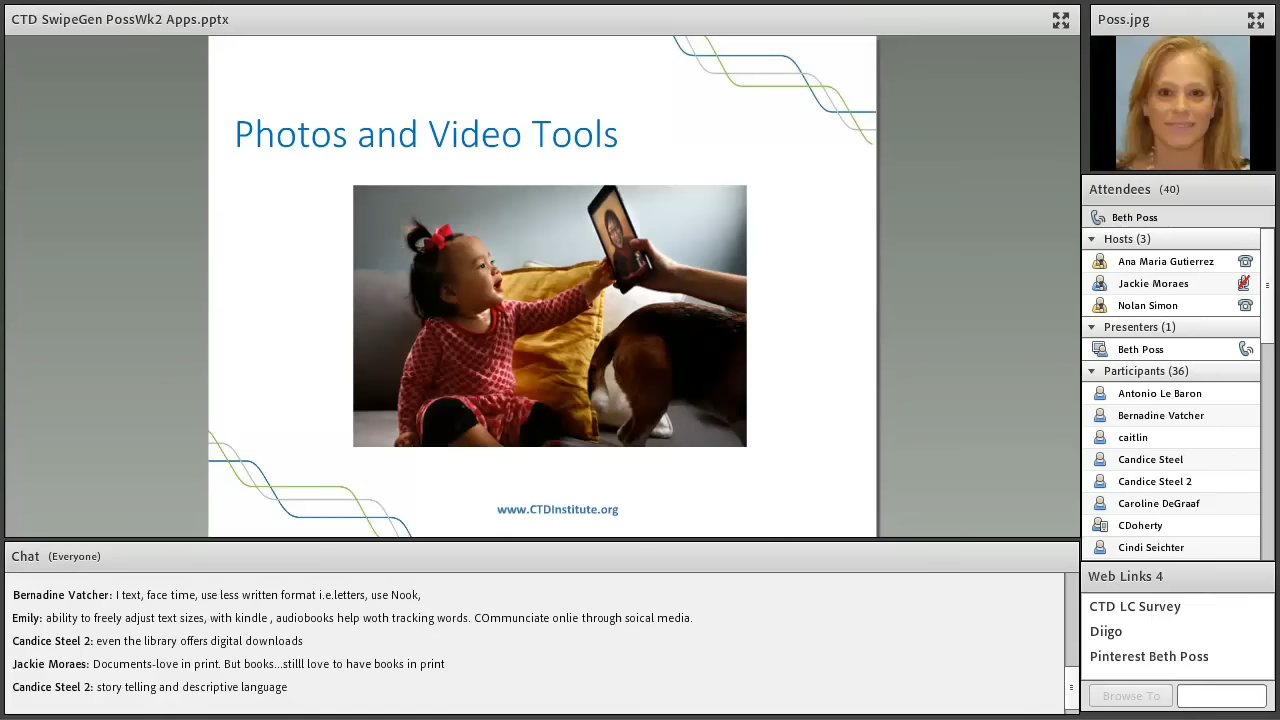 CTD SwipeGen PossWk2 Apps.pptx
Photos and Video Tools
www.CTDInstitute.org
Chat (Everyone)
Bernadine Vatcher: I text, face time, use less written format i.e.letters, use Nook,
Emily: ability to freely adjust text sizes, with kindle , audiobooks help woth tracking words. COmmunciate onlie through soical media.
Candice Steel 2: even the library offers digital downloads
Jackie Moraes: Documents-love in print. But books...stilll love to have books in print
Candice Steel 2: story telling and descriptive language
Poss.jpg
Attendees (40)
Beth Poss
Hosts (3)
Ana Maria Gutierrez
Jackie Moraes
Nolan Simon
Presenters (1)
Beth Poss
Participants (36)
Antonio Le Baron
Bernadine Vatcher
caitlin
Candice Steel
Candice Steel 2
Caroline DeGraaf
CDoherty
Cindi Seichter
Web Links 4
CTD LC Survey
Diigo
Pinterest Beth Poss
Browse To